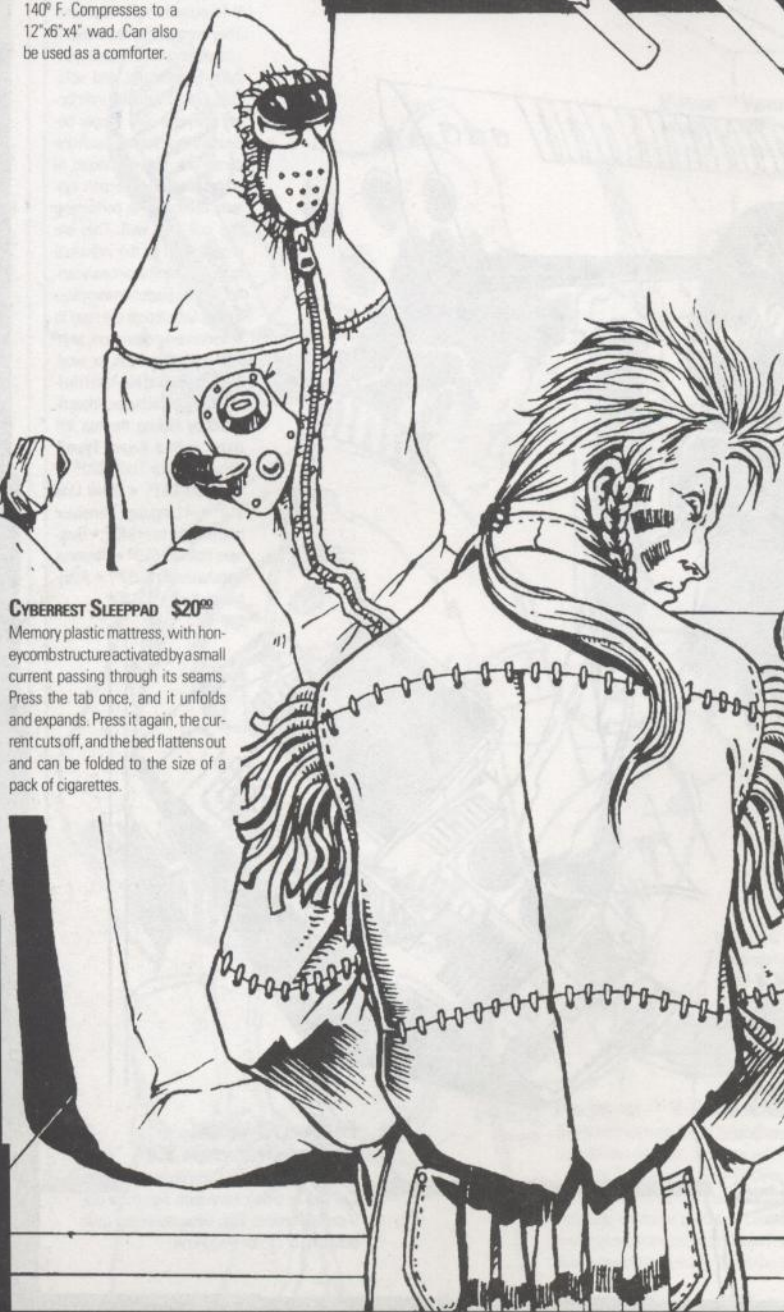 140º F. Compresses to a
12"x6"x4" wad. Can also
be used as a comforter.
CYBERREST SLEEPPAD $20⁰⁰
Memory plastic mattress, with hon-
eycomb structure activated by a small
current passing through its seams.
Press the tab once, and it unfolds
and expands. Press it again, the cur-
rent cuts off, and the bed flattens out
and can be folded to the size of a
pack of cigarettes.